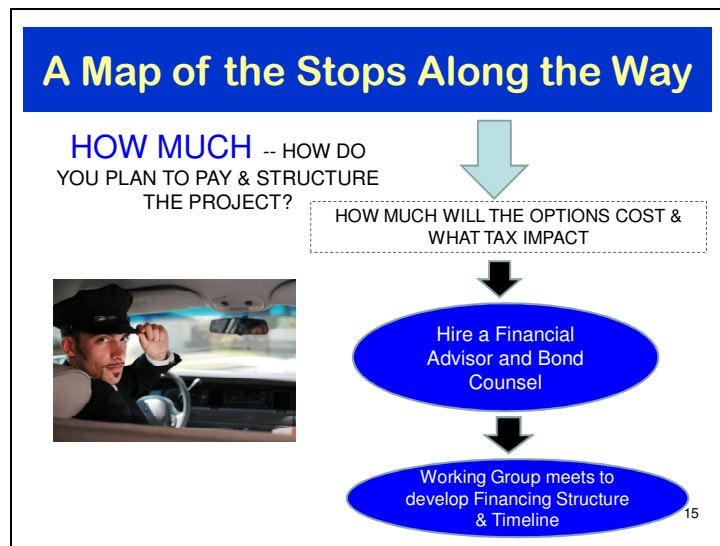 A Map of the Stops Along the Way
HOW MUCH -- HOW DO
YOU PLAN TO PAY & STRUCTURE
THE PROJECT?
HOW MUCH WILL THE OPTIONS COST &
WHAT TAX IMPACT
Hire a Financial
Advisor and Bond
Counsel
Working Group meets to
develop Financing Structure
& Timeline
15